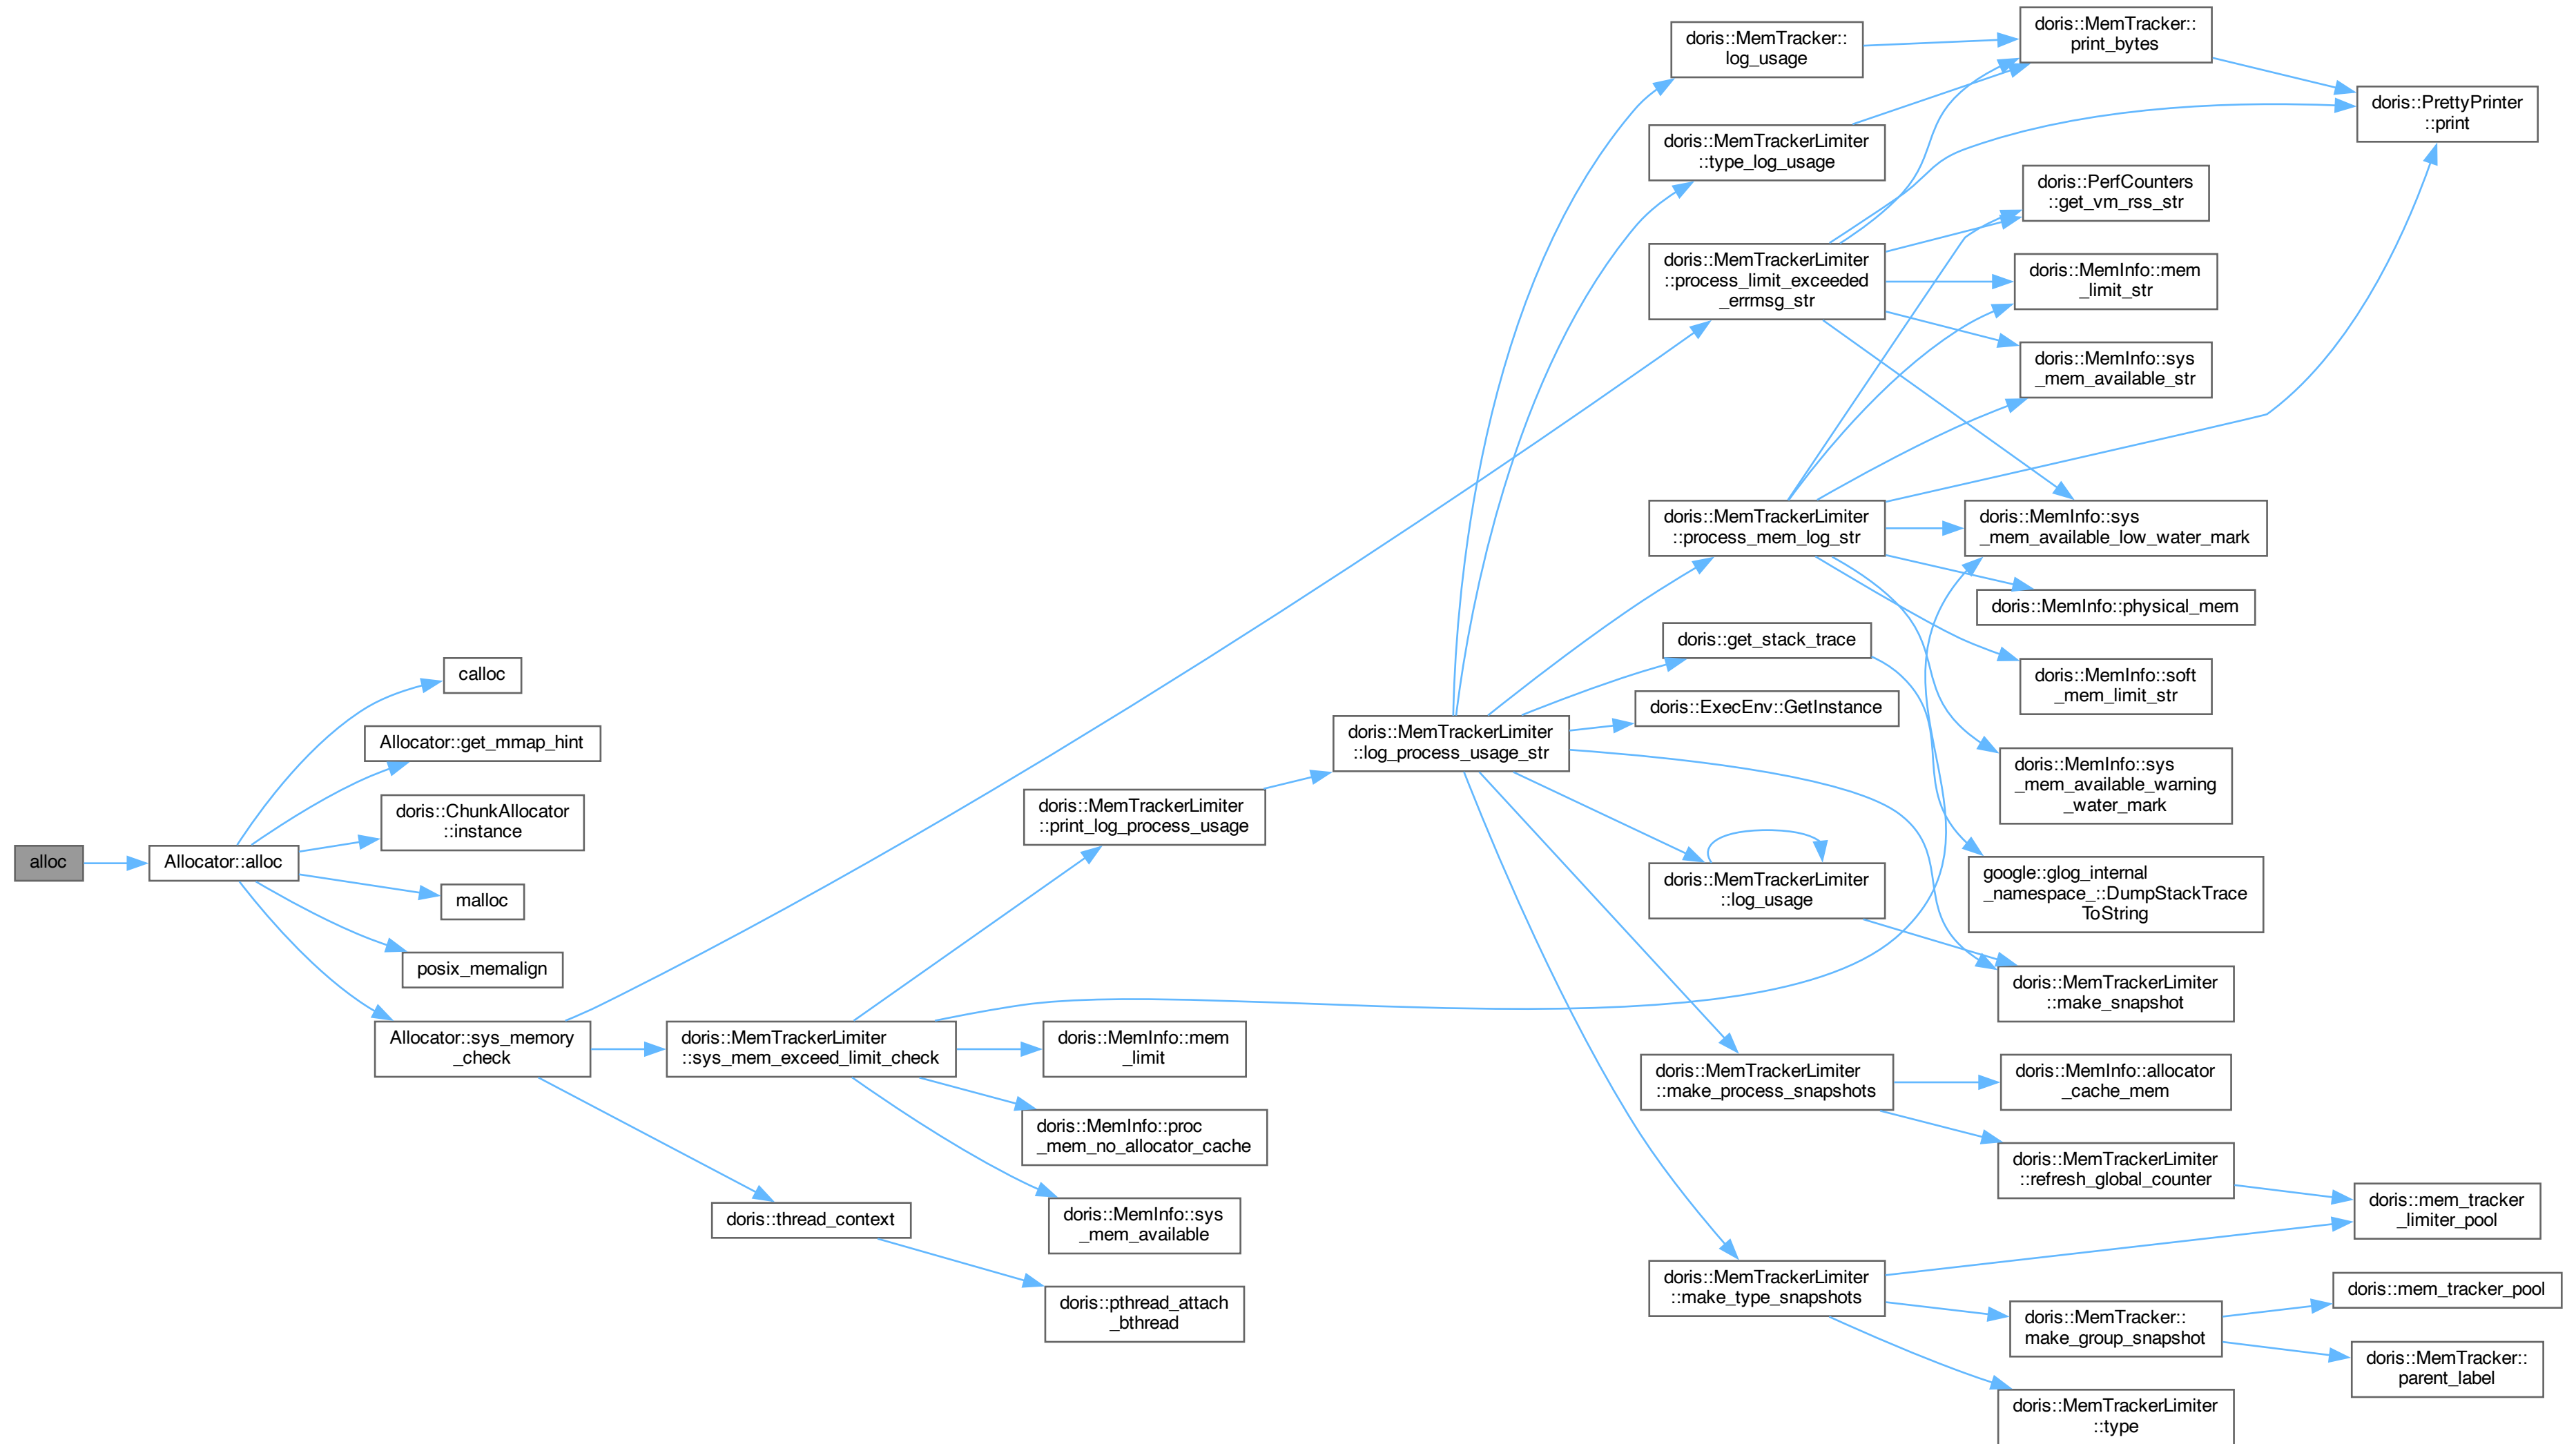 alloc
Allocator::alloc
calloc
Allocator::get_mmap_hint
doris::ChunkAllocator
::instance
malloc
posix_memalign
Allocator::sys_memory
_check
doris::MemTrackerLimiter
::sys_mem_exceed_limit_check
doris::thread_context
doris::MemTrackerLimiter
::print_log_process_usage
doris::MemInfo::mem
_limit
doris::MemInfo::proc
_mem_no_allocator_cache
doris::MemInfo::sys
_mem_available
doris::pthread_attach
_bthread
doris::MemTrackerLimiter
::log_process_usage_str
doris::MemTracker::
log_usage
doris::MemTrackerLimiter
::type_log_usage
doris::MemTrackerLimiter
::process_limit_exceeded
_errmsg_str
doris::MemTrackerLimiter
::process_mem_log_str
doris::get_stack_trace
doris::ExecEnv::GetInstance
doris::MemTrackerLimiter
::log_usage
doris::MemTrackerLimiter
::make_process_snapshots
doris::MemTrackerLimiter
::make_type_snapshots
doris::MemTracker::
print_bytes
doris::PerfCounters
::get_vm_rss_str
doris::MemInfo::mem
_limit_str
doris::MemInfo::sys
_mem_available_str
doris::MemInfo::sys
_mem_available_low_water_mark
doris::MemInfo::physical_mem
doris::MemInfo::soft
_mem_limit_str
doris::MemInfo::sys
_mem_available_warning
_water_mark
google::glog_internal
_namespace_::DumpStackTrace
ToString
doris::MemTrackerLimiter
::make_snapshot
doris::MemInfo::allocator
_cache_mem
doris::MemTrackerLimiter
::refresh_global_counter
doris::MemTracker::
make_group_snapshot
doris::MemTrackerLimiter
::type
doris::PrettyPrinter
::print
doris::mem_tracker
_limiter_pool
doris::mem_tracker_pool
doris::MemTracker::
parent_label